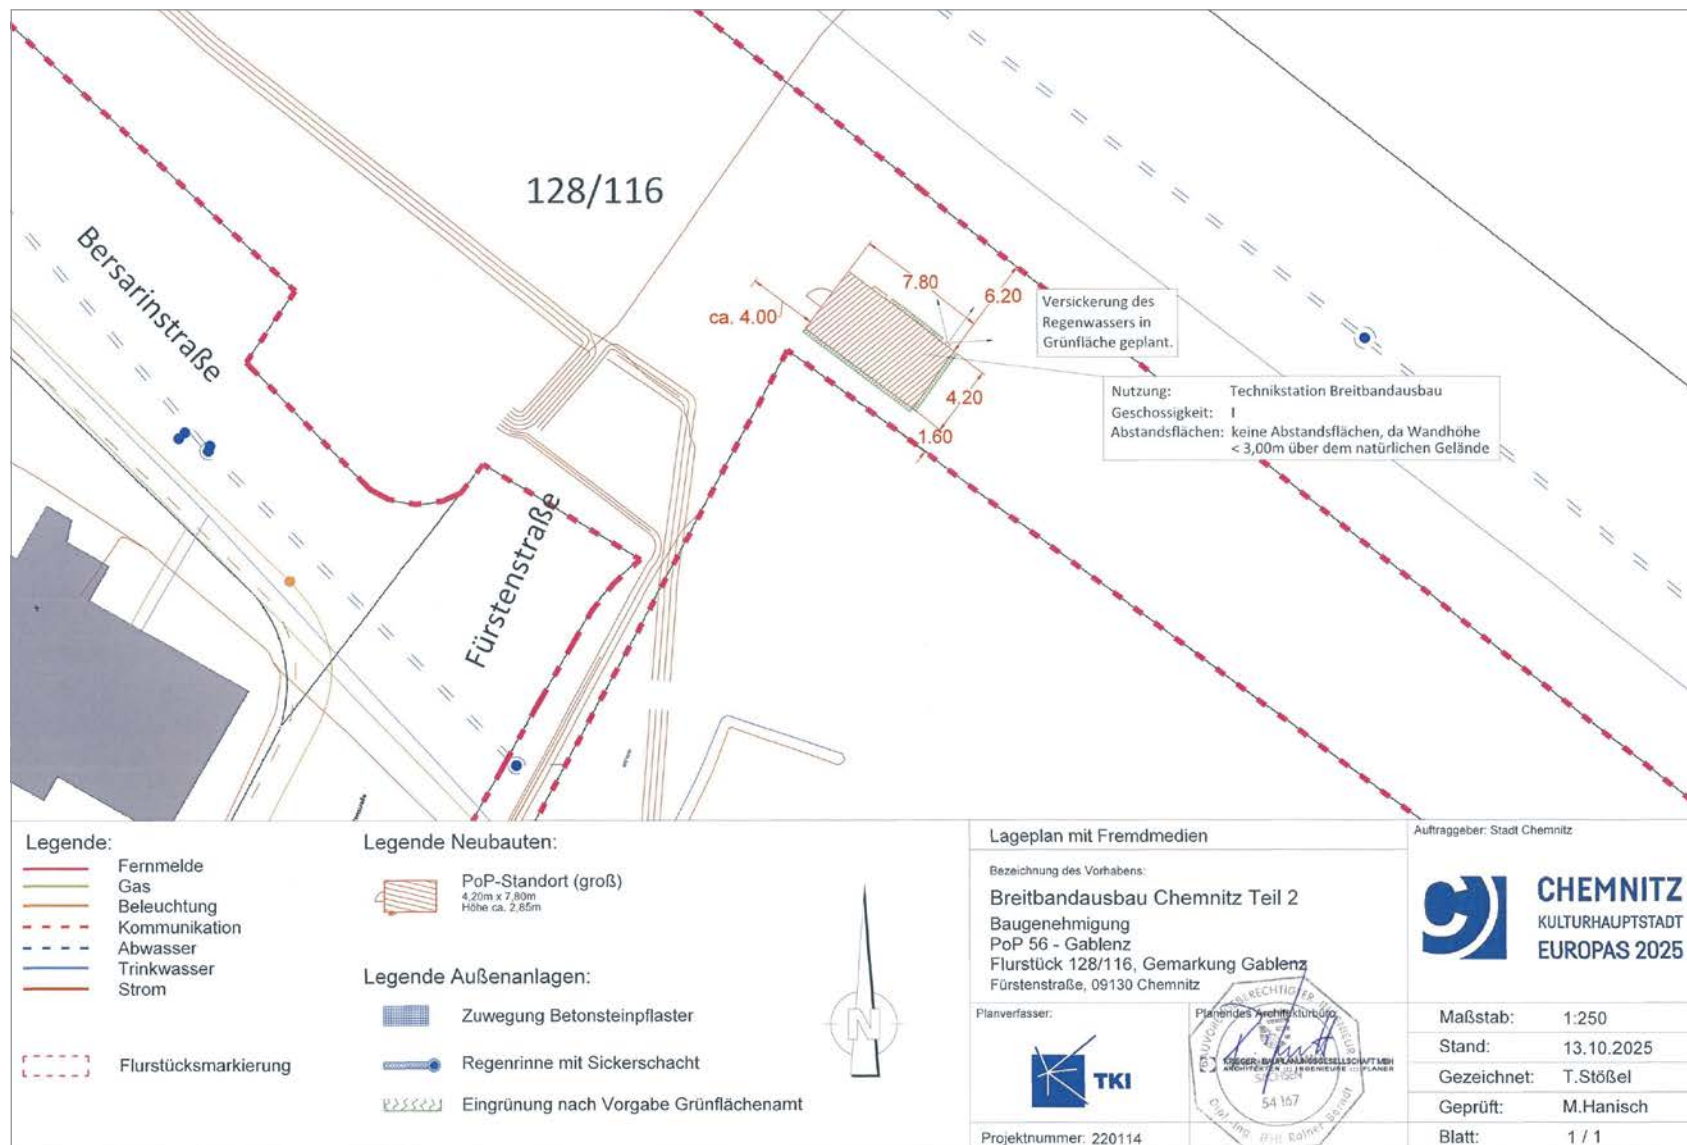 128/116
Bersarinstraße
Fürstenstraße
7.80
6.20
ca. 4.00
4.20
1.60
Versickerung des
Regenwassers in
Grünfläche geplant.
Nutzung: Technikstation Breitbandausbau
Geschossigkeit: I
Abstandsflächen: keine Abstandsflächen, da Wandhöhe
< 3,00m über dem natürlichen Gelände
Legende:
Fernmelde
Gas
Beleuchtung
Kommunikation
Abwasser
Trinkwasser
Strom
Flurstücksmarkierung
Legende Neubauten:
PoP-Standort (groß)
4,20m x 7,80m
Höhe ca. 2,85m
Legende Außenanlagen:
Zuwegung Betonsteinpflaster
Regenrinne mit Sickerschacht
Eingrünung nach Vorgabe Grünflächenamt
N
Lageplan mit Fremdmedien
Bezeichnung des Vorhabens:
Breitbandausbau Chemnitz Teil 2
Baugenehmigung
PoP 56 - Gablenz
Flurstück 128/116, Gemarkung Gablenz
Fürstenstraße, 09130 Chemnitz
Planverfasser:
TKI
Projektnummer: 220114
Planendes Architekturbüro:
ARCHITEKTEN ::: INGENIEURE ::: PLANER
SACHSEN
Auftraggeber: Stadt Chemnitz
CHEMNITZ
KULTURHAUPTSTADT
EUROPAS 2025
Maßstab: 1:250
Stand: 13.10.2025
Gezeichnet: T.Stößel
Geprüft: M.Hanisch
Blatt: 1 / 1